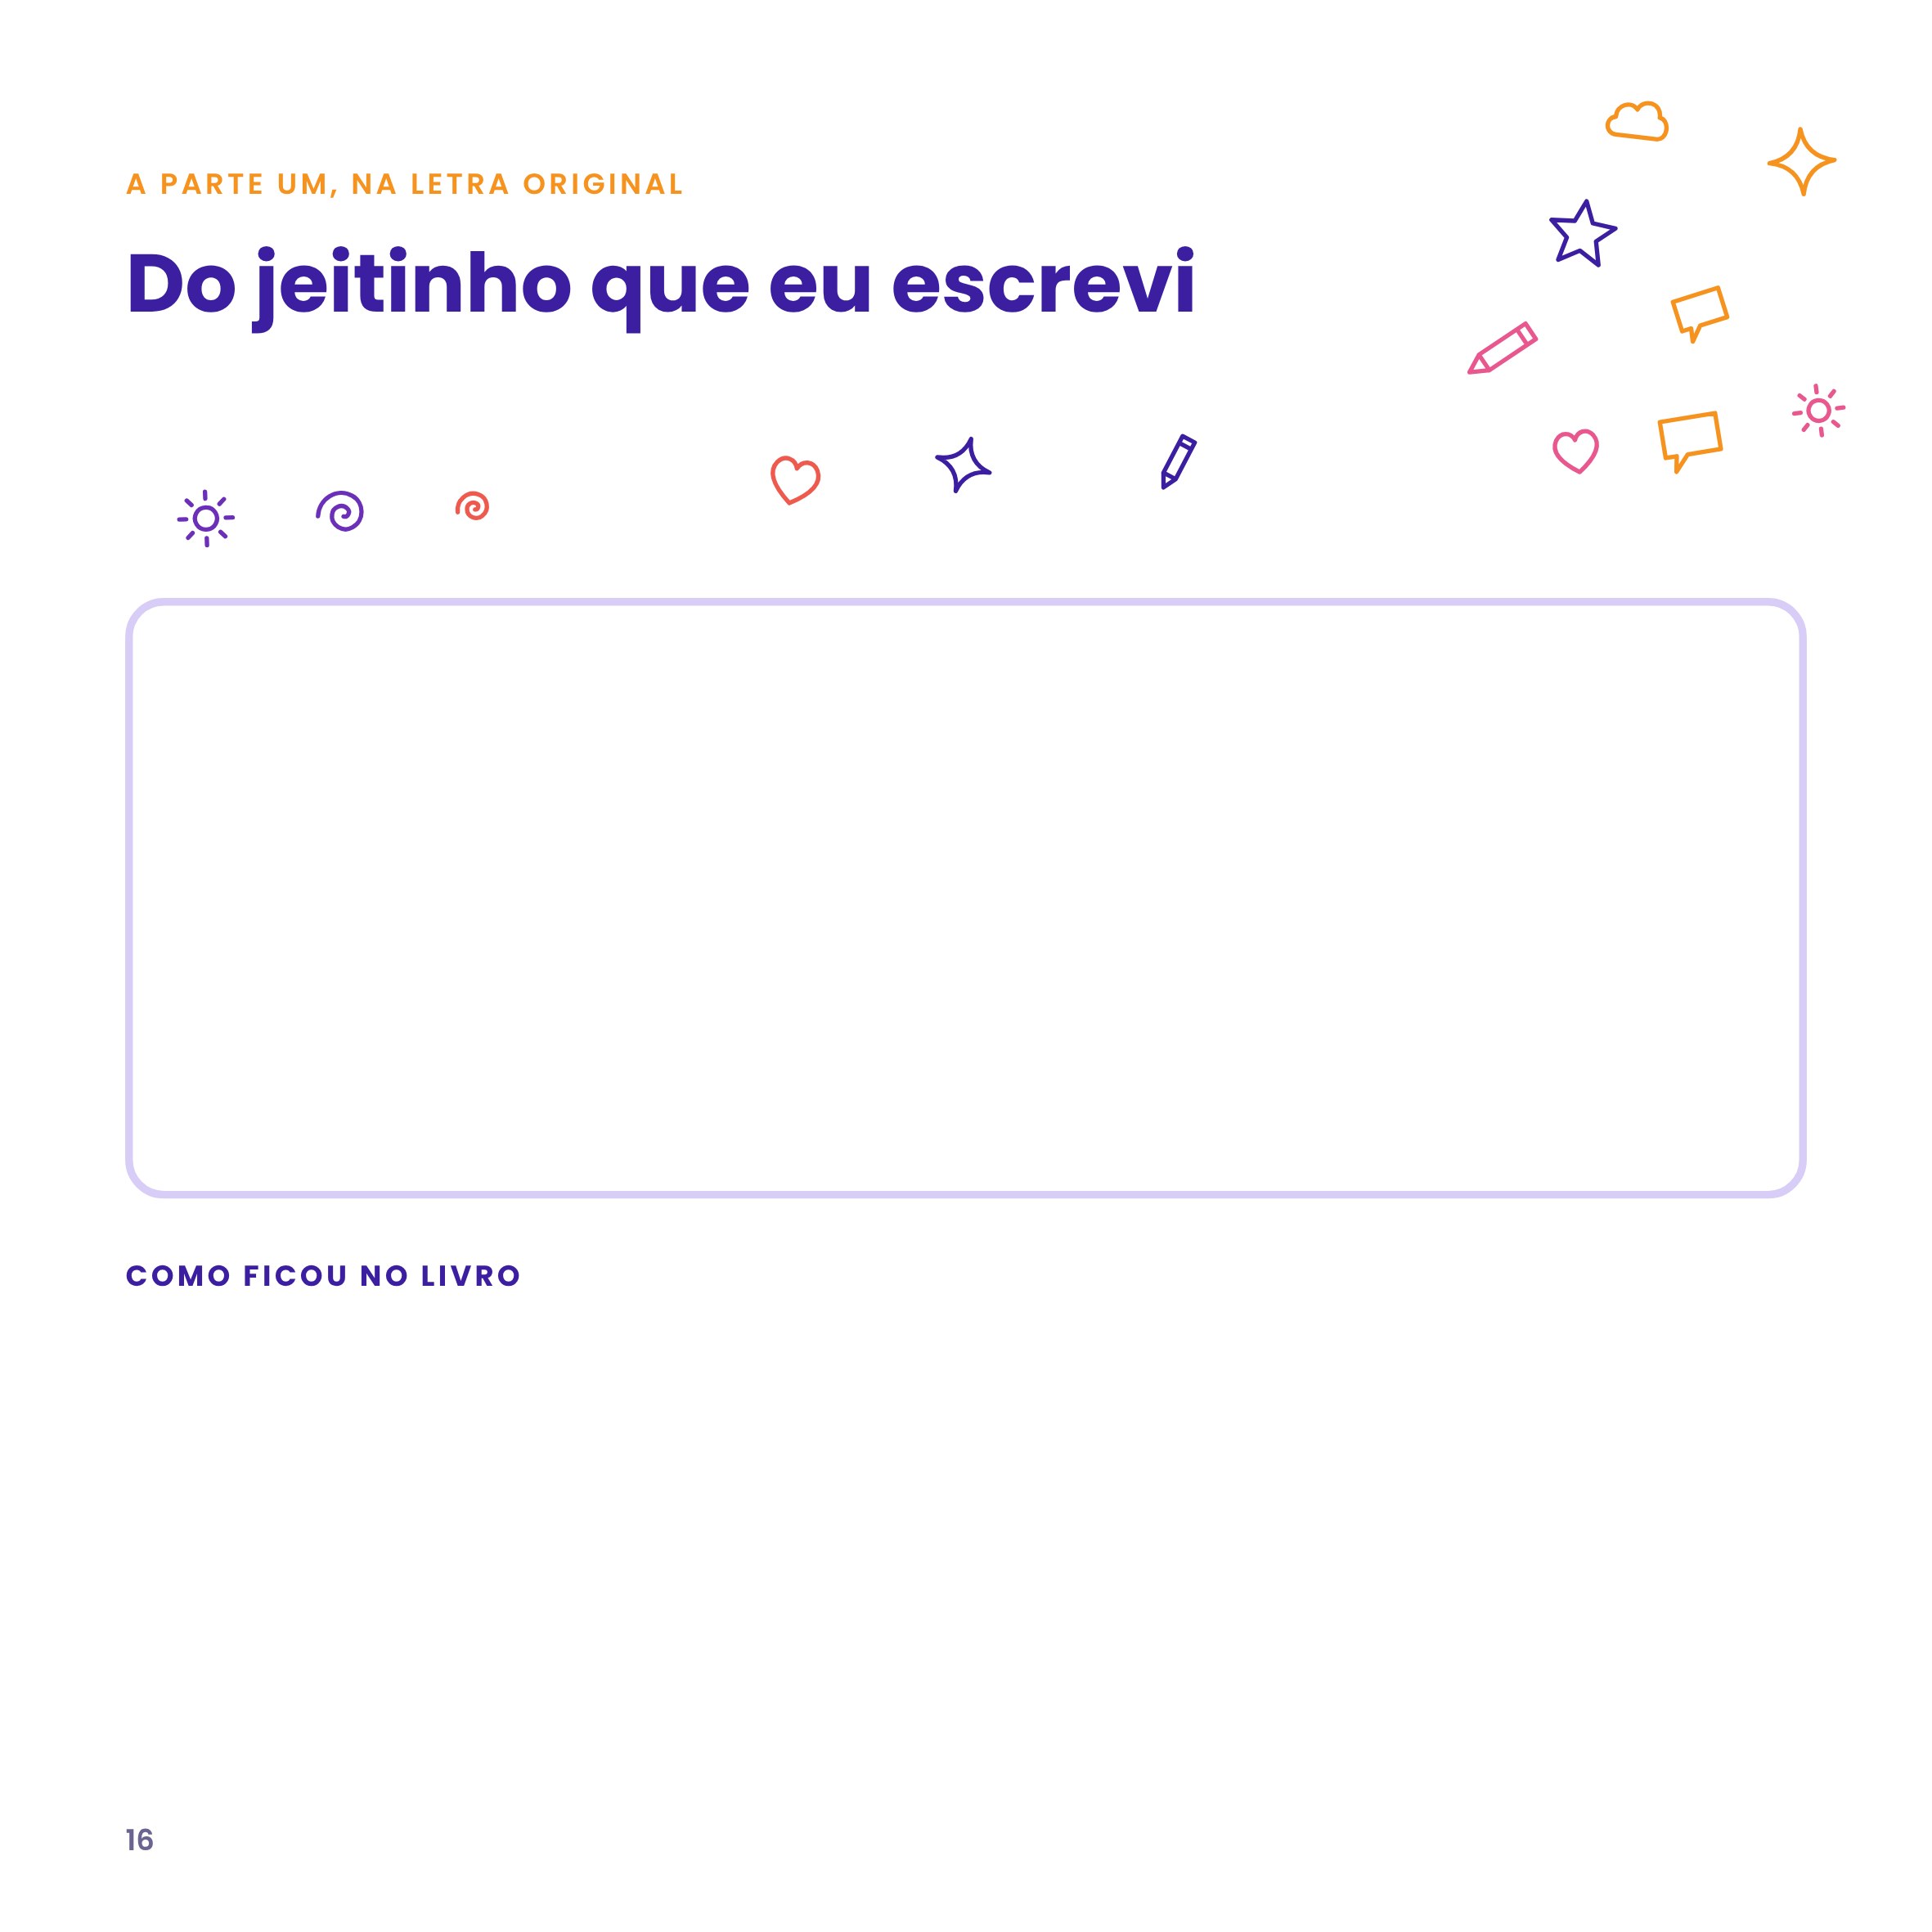 A PARTE UM, NA LETRA ORIGINAL
Do jeitinho que eu escrevi
COMO FICOU NO LIVRO
16